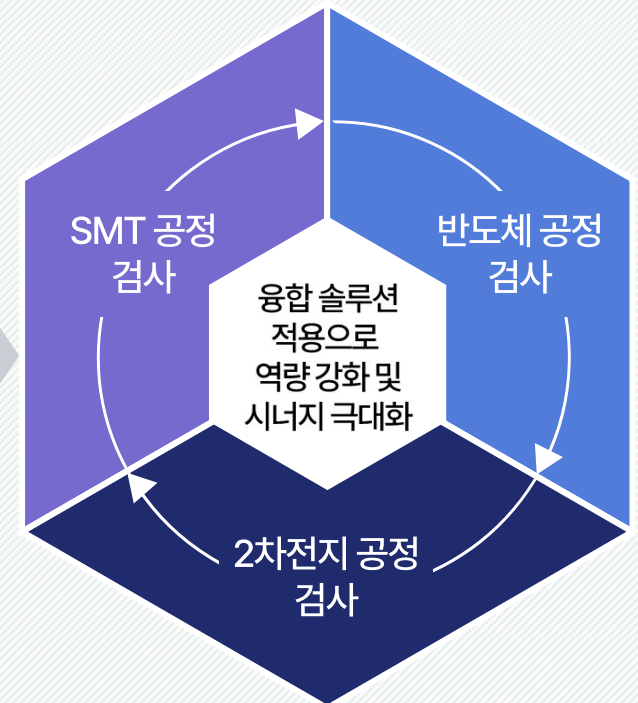 SMT 공정
검사
반도체 공정
검사
융합 솔루션
적용으로
역량 강화 및
시너지 극대화
2차전지 공정
검사